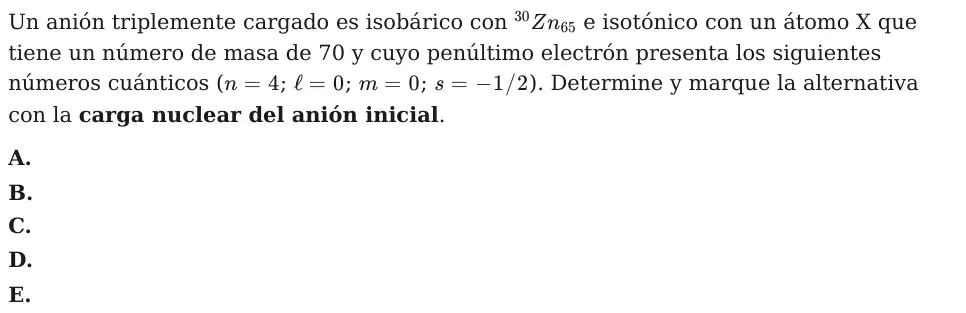 Un anión triplemente cargado es isobárico con ³⁰Zn₆₅ e isotónico con un átomo X que
tiene un número de masa de 70 y cuyo penúltimo electrón presenta los siguientes
números cuánticos (n = 4; ℓ = 0; m = 0; s = −1/2). Determine y marque la alternativa
con la carga nuclear del anión inicial.
A.
B.
C.
D.
E.